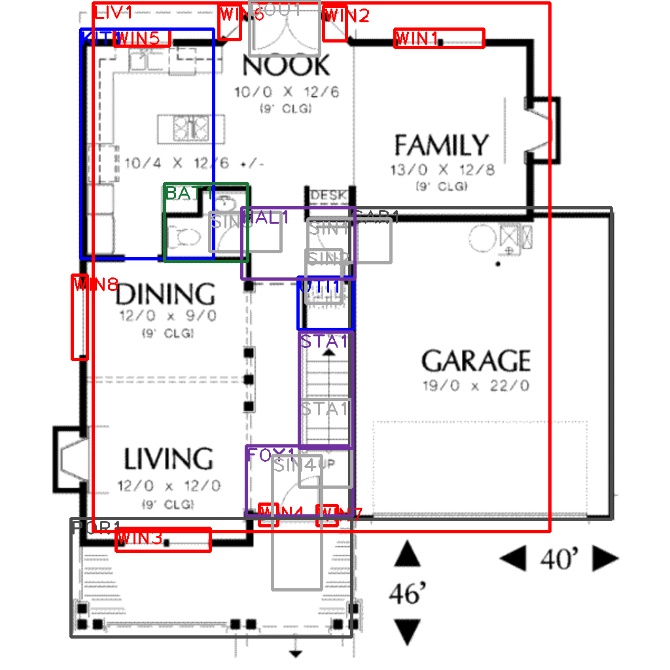 LIV1
WIN6
DOU1
WIN2
KIT1
WIN5
WIN1
NOOK
10/0 X 12/6
(9' CLG)
FAMILY
13/0 X 12/8
(9' CLG)
10/4 X 12/6 +/-
BAT1
DESK
HAL1
GAR1
SIN1
WIN8
DINING
12/0 X 9/0
(9' CLG)
UTI1
STA1
GARAGE
19/0 X 22/0
STA1
LIVING
12/0 X 12/0
(9' CLG)
FOY1
SIN4
UP
WIN4
WIN7
POR1
WIN3
40'
46'